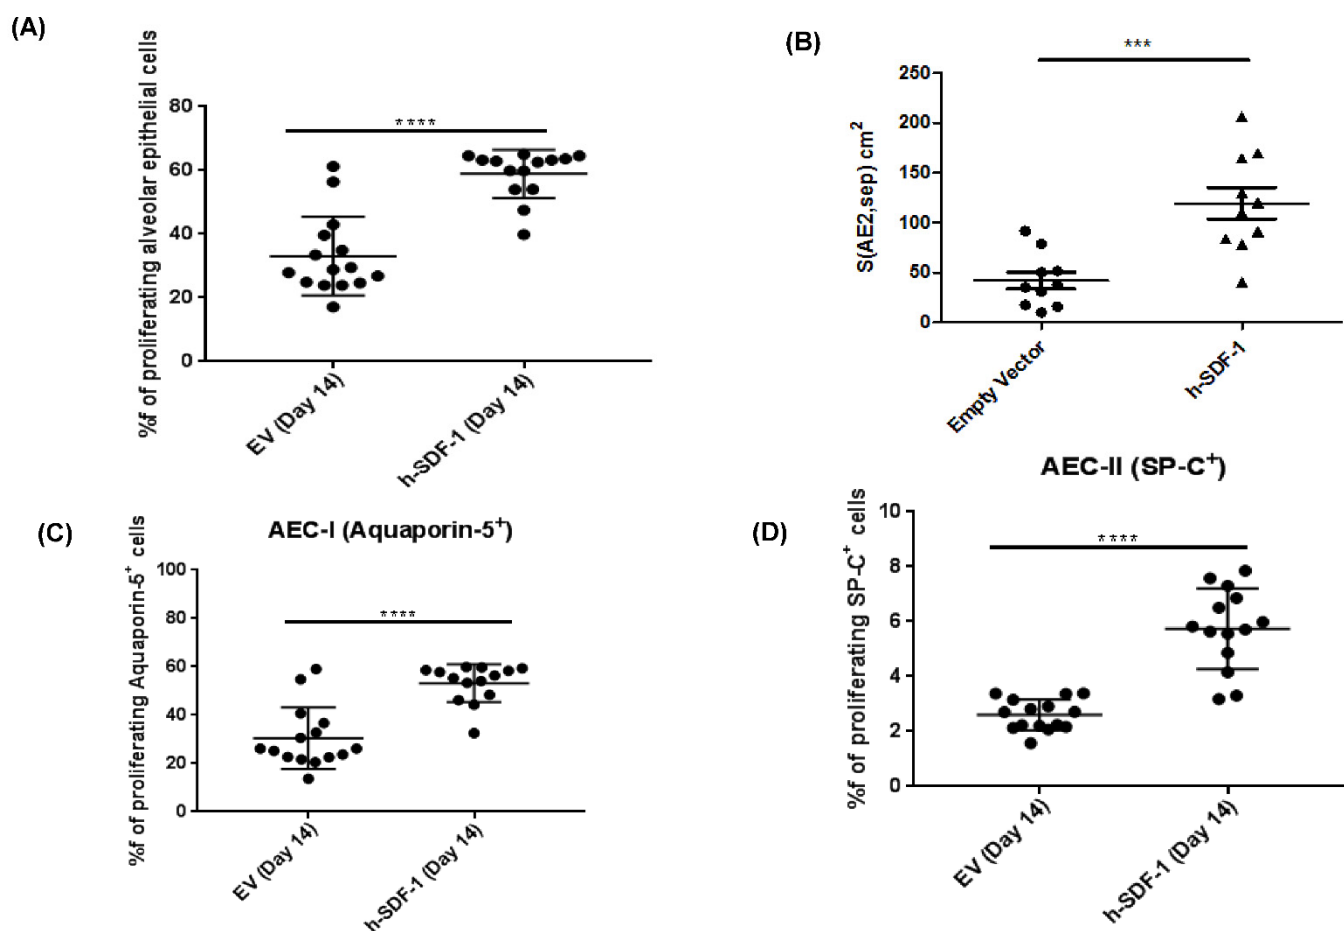 (A)
%f of proliferating alveolar epithelial cells
80
60
40
20
0
****
EV (Day 14)
h-SDF-1 (Day 14)
(B)
S(AE2,sep) cm²
250
200
150
100
50
0
***
Empty Vector
h-SDF-1
(C)
AEC-I (Aquaporin-5⁺)
%f of proliferating Aquaporin-5⁺ cells
100
80
60
40
20
0
****
EV (Day 14)
h-SDF-1 (Day 14)
(D)
AEC-II (SP-C⁺)
%f of proliferating SP-C⁺ cells
10
8
6
4
2
0
****
EV (Day 14)
h-SDF-1 (Day 14)